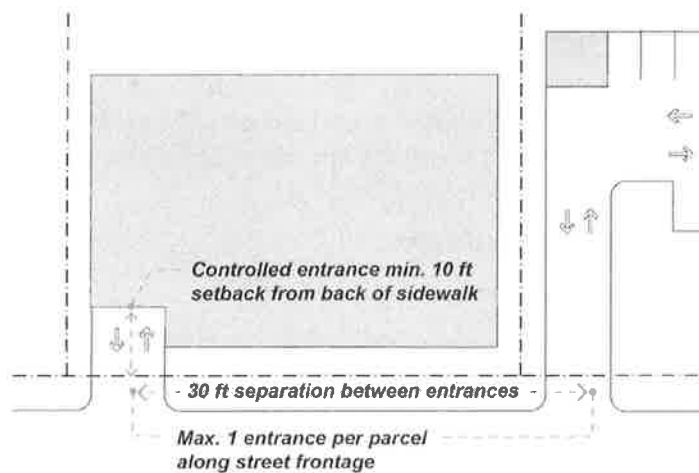 Controlled entrance min. 10 ft
setback from back of sidewalk
30 ft separation between entrances
Max. 1 entrance per parcel
along street frontage